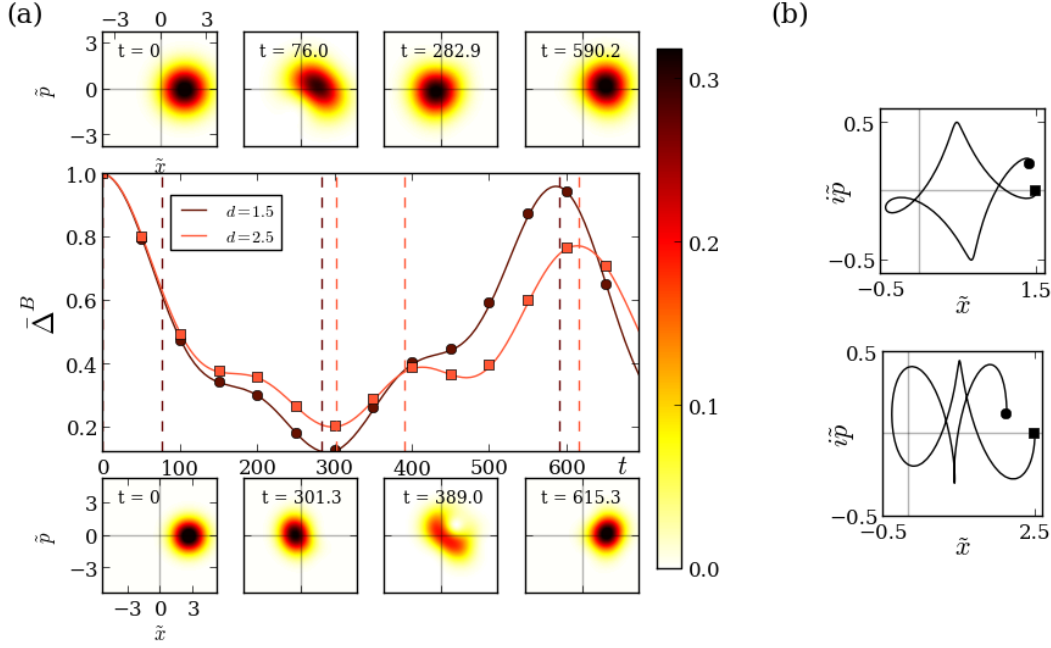 (a)
(b)
−3 0 3
t = 0
t = 76.0
t = 282.9
t = 590.2
3
0
−3
p̃
x̃
0.3
0.2
0.1
0.0
1.0
0.8
0.6
0.4
0.2
Δ̄^B
d=1.5
d=2.5
0 100 200 300 400 500 600 t
t = 0
t = 301.3
t = 389.0
t = 615.3
3
0
−3
p̃
−3 0 3
x̃
0.5
−0.5
ip̃
−0.5 1.5
x̃
0.5
−0.5
ip̃
−0.5 2.5
x̃